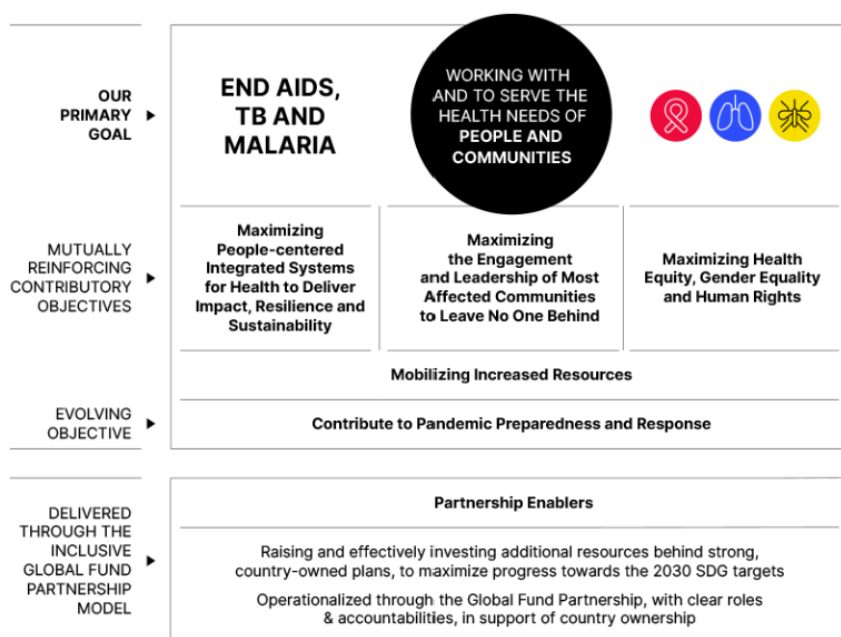 OUR
PRIMARY
GOAL
END AIDS,
TB AND
MALARIA
WORKING WITH
AND TO SERVE THE
HEALTH NEEDS OF
PEOPLE AND
COMMUNITIES
MUTUALLY
REINFORCING
CONTRIBUTORY
OBJECTIVES
Maximizing
People-centered
Integrated Systems
for Health to Deliver
Impact, Resilience and
Sustainability
Maximizing
the Engagement
and Leadership of Most
Affected Communities
to Leave No One Behind
Maximizing Health
Equity, Gender Equality
and Human Rights
Mobilizing Increased Resources
EVOLVING
OBJECTIVE
Contribute to Pandemic Preparedness and Response
DELIVERED
THROUGH THE
INCLUSIVE
GLOBAL FUND
PARTNERSHIP
MODEL
Partnership Enablers
Raising and effectively investing additional resources behind strong,
country-owned plans, to maximize progress towards the 2030 SDG targets
Operationalized through the Global Fund Partnership, with clear roles
& accountabilities, in support of country ownership